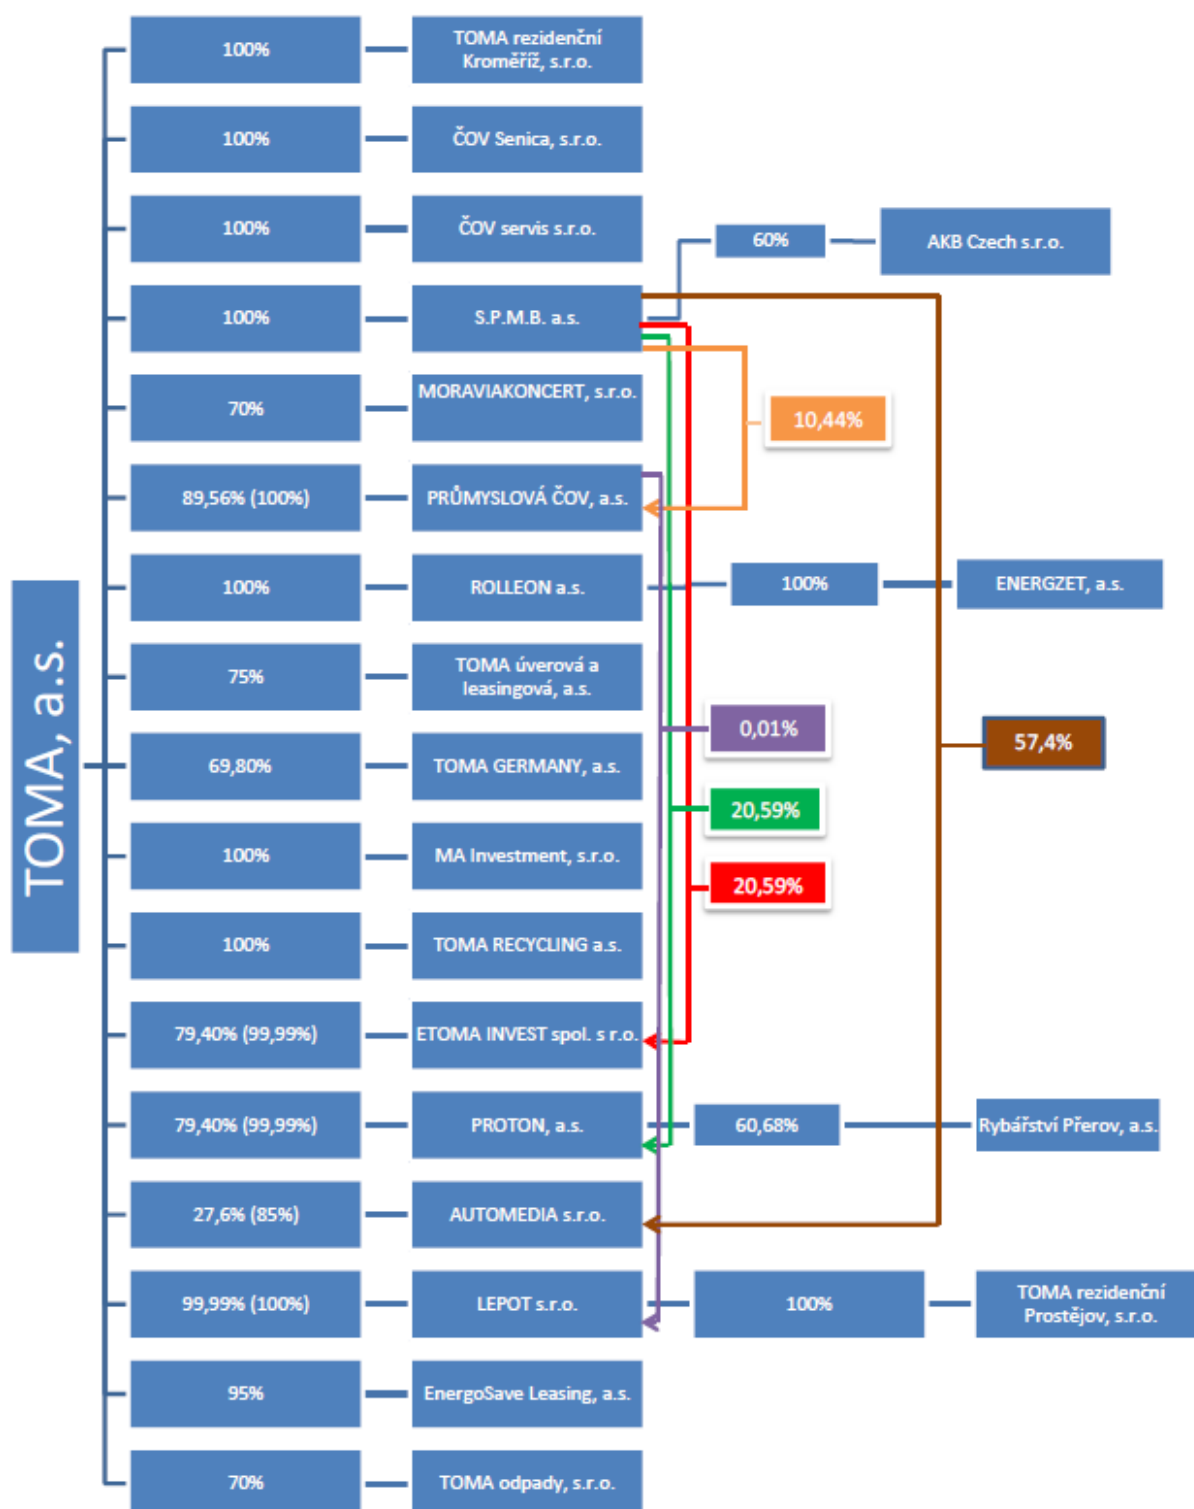 TOMA, a.s.
100%
TOMA rezidenční
Kroměříž, s.r.o.
100%
ČOV Senica, s.r.o.
100%
ČOV servis s.r.o.
60%
AKB Czech s.r.o.
100%
S.P.M.B. a.s.
70%
MORAVIAKONCERT, s.r.o.
10,44%
89,56% (100%)
PRŮMYSLOVÁ ČOV, a.s.
100%
ROLLEON a.s.
100%
ENERGZET, a.s.
75%
TOMA úverová a
leasingová, a.s.
0,01%
57,4%
69,80%
TOMA GERMANY, a.s.
20,59%
100%
MA Investment, s.r.o.
20,59%
100%
TOMA RECYCLING a.s.
79,40% (99,99%)
ETOMA INVEST spol. s r.o.
79,40% (99,99%)
PROTON, a.s.
60,68%
Rybářství Přerov, a.s.
27,6% (85%)
AUTOMEDIA s.r.o.
99,99% (100%)
LEPOT s.r.o.
100%
TOMA rezidenční
Prostějov, s.r.o.
95%
EnergoSave Leasing, a.s.
70%
TOMA odpady, s.r.o.